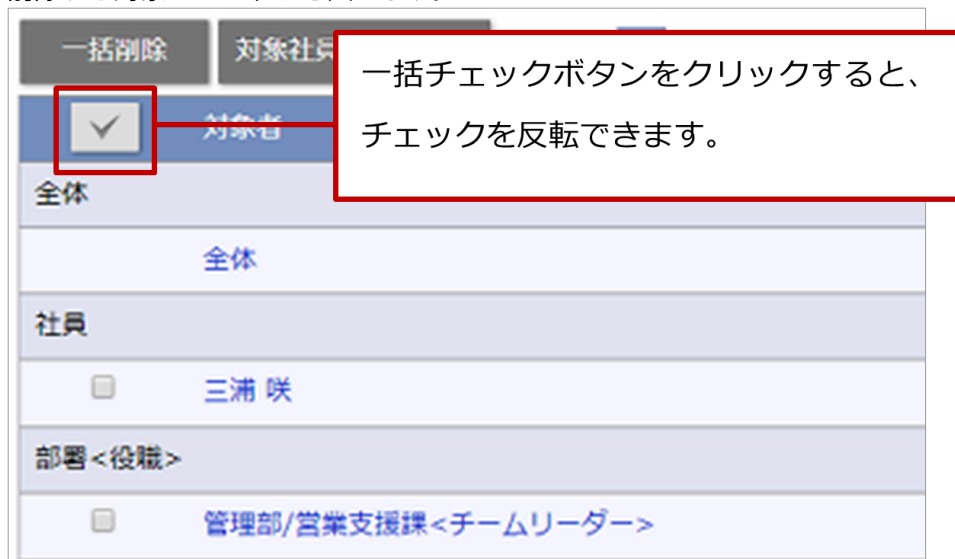 一括削除 対象社員
一括チェックボタンをクリックすると、
チェックを反転できます。
対象者
全体
全体
社員
三浦 咲
部署<役職>
管理部/営業支援課<チームリーダー>